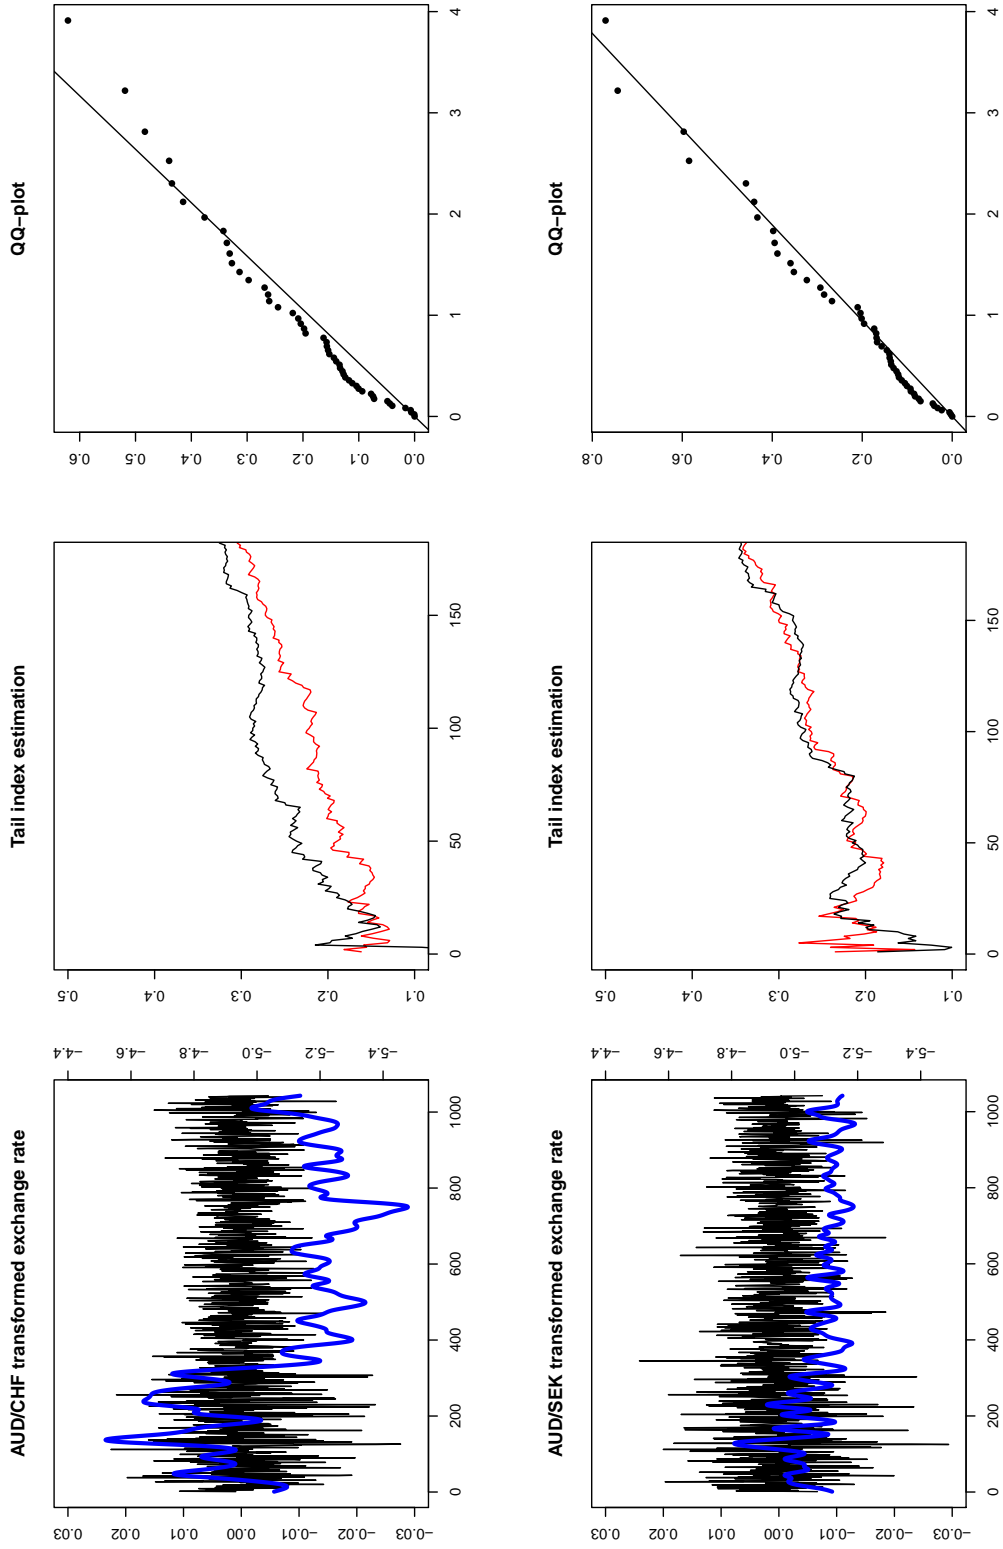 AUD/CHF transformed exchange rate
−0.03 −0.02 −0.01 0.00 0.01 0.02 0.03
−5.4 −5.2 −5.0 −4.8 −4.6 −4.4
0 200 400 600 800 1000
Tail index estimation
0.1 0.2 0.3 0.4 0.5
0 50 100 150
QQ−plot
0.0 0.1 0.2 0.3 0.4 0.5 0.6
0 1 2 3 4
AUD/SEK transformed exchange rate
−0.03 −0.02 −0.01 0.00 0.01 0.02 0.03
−5.4 −5.2 −5.0 −4.8 −4.6 −4.4
0 200 400 600 800 1000
Tail index estimation
0.1 0.2 0.3 0.4 0.5
0 50 100 150
QQ−plot
0.0 0.2 0.4 0.6 0.8
0 1 2 3 4